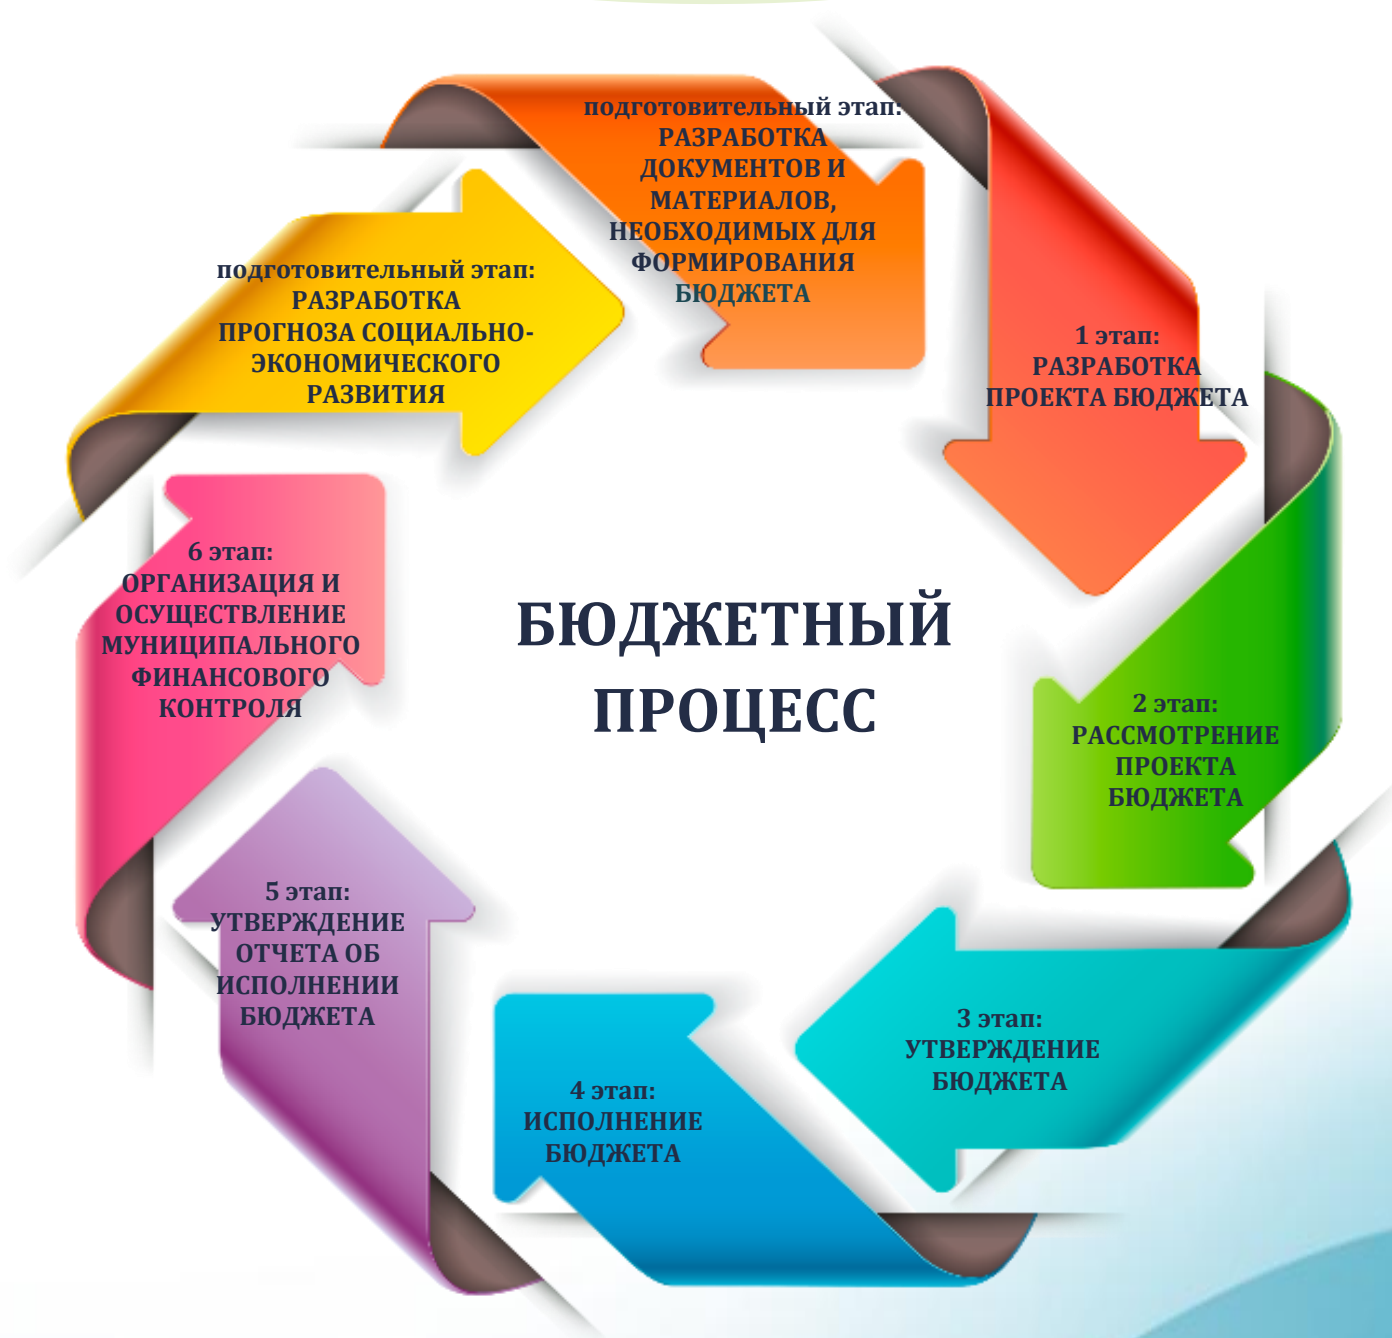 подготовительный этап:
РАЗРАБОТКА
ДОКУМЕНТОВ И
МАТЕРИАЛОВ,
НЕОБХОДИМЫХ ДЛЯ
ФОРМИРОВАНИЯ
БЮДЖЕТА
подготовительный этап:
РАЗРАБОТКА
ПРОГНОЗА СОЦИАЛЬНО-
ЭКОНОМИЧЕСКОГО
РАЗВИТИЯ
1 этап:
РАЗРАБОТКА
ПРОЕКТА БЮДЖЕТА
6 этап:
ОРГАНИЗАЦИЯ И
ОСУЩЕСТВЛЕНИЕ
МУНИЦИПАЛЬНОГО
ФИНАНСОВОГО
КОНТРОЛЯ
БЮДЖЕТНЫЙ
ПРОЦЕСС
2 этап:
РАССМОТРЕНИЕ
ПРОЕКТА
БЮДЖЕТА
5 этап:
УТВЕРЖДЕНИЕ
ОТЧЕТА ОБ
ИСПОЛНЕНИИ
БЮДЖЕТА
3 этап:
УТВЕРЖДЕНИЕ
БЮДЖЕТА
4 этап:
ИСПОЛНЕНИЕ
БЮДЖЕТА